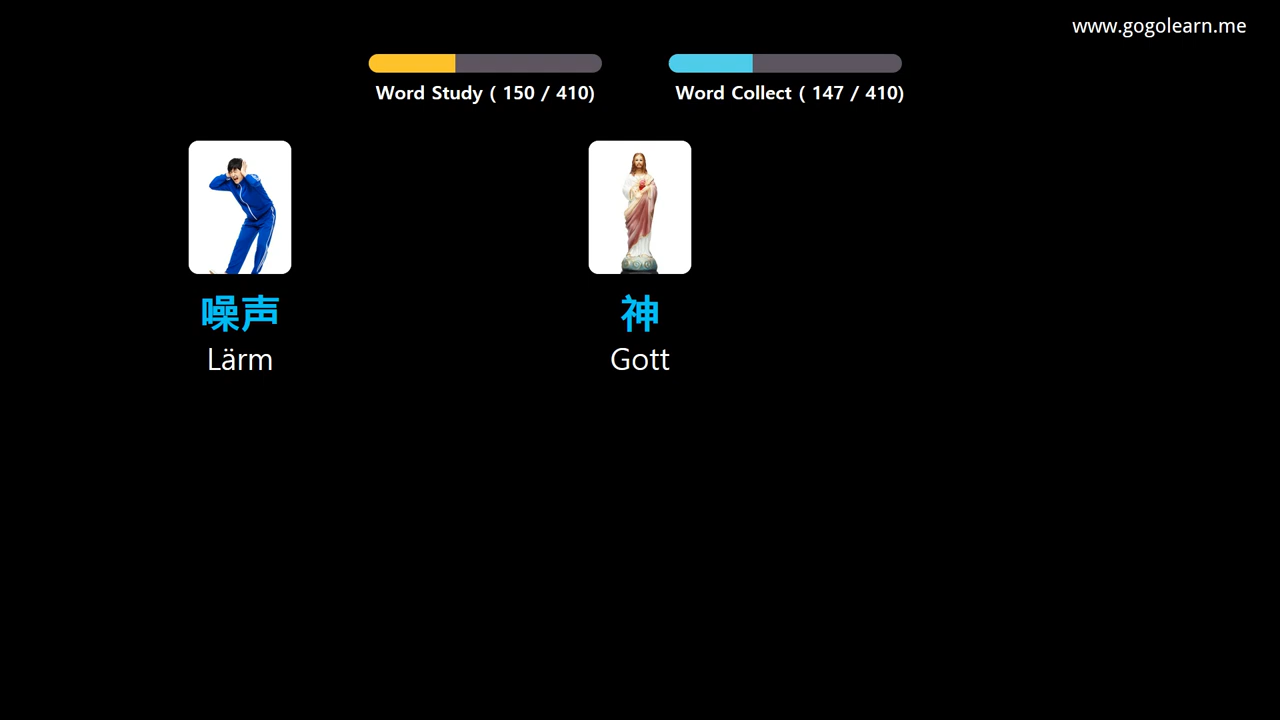 www.gogolearn.me
Word Study ( 150 / 410)
Word Collect ( 147 / 410)
噪声
Lärm
神
Gott